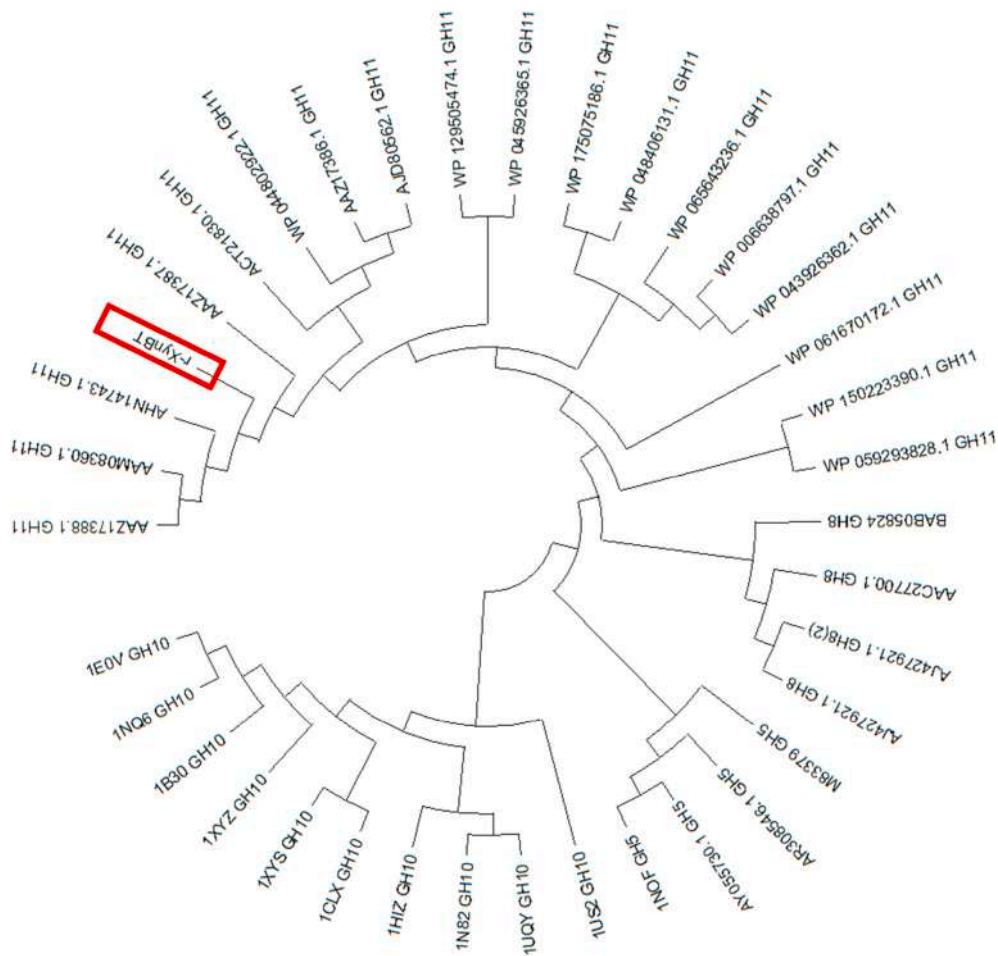 WP 129505474.1 GH11
WP 045926365.1 GH11
WP 175075186.1 GH11
WP 048406131.1 GH11
WP 065643236.1 GH11
WP 006638797.1 GH11
WP 043926362.1 GH11
WP 061670172.1 GH11
WP 150223390.1 GH11
WP 059293828.1 GH11
BAB05824 GH8
AAC27700.1 GH8
AJ427921.1 GH8(2)
AJ427921.1 GH8
M83379 GH5
AR308546.1 GH5
AY055730.1 GH5
1NOF GH5
1US2 GH10
1UQY GH10
1N82 GH10
1HIZ GH10
1CLX GH10
1XYS GH10
1XYZ GH10
1B30 GH10
1NQ6 GH10
1E0V GH10
AAZ17388.1 GH11
AAM08360.1 GH11
AHN14743.1 GH11
r-XynBT
AAZ17387.1 GH11
ACT21830.1 GH11
WP 044802922.1 GH11
AAZ17386.1 GH11
AJD80562.1 GH11